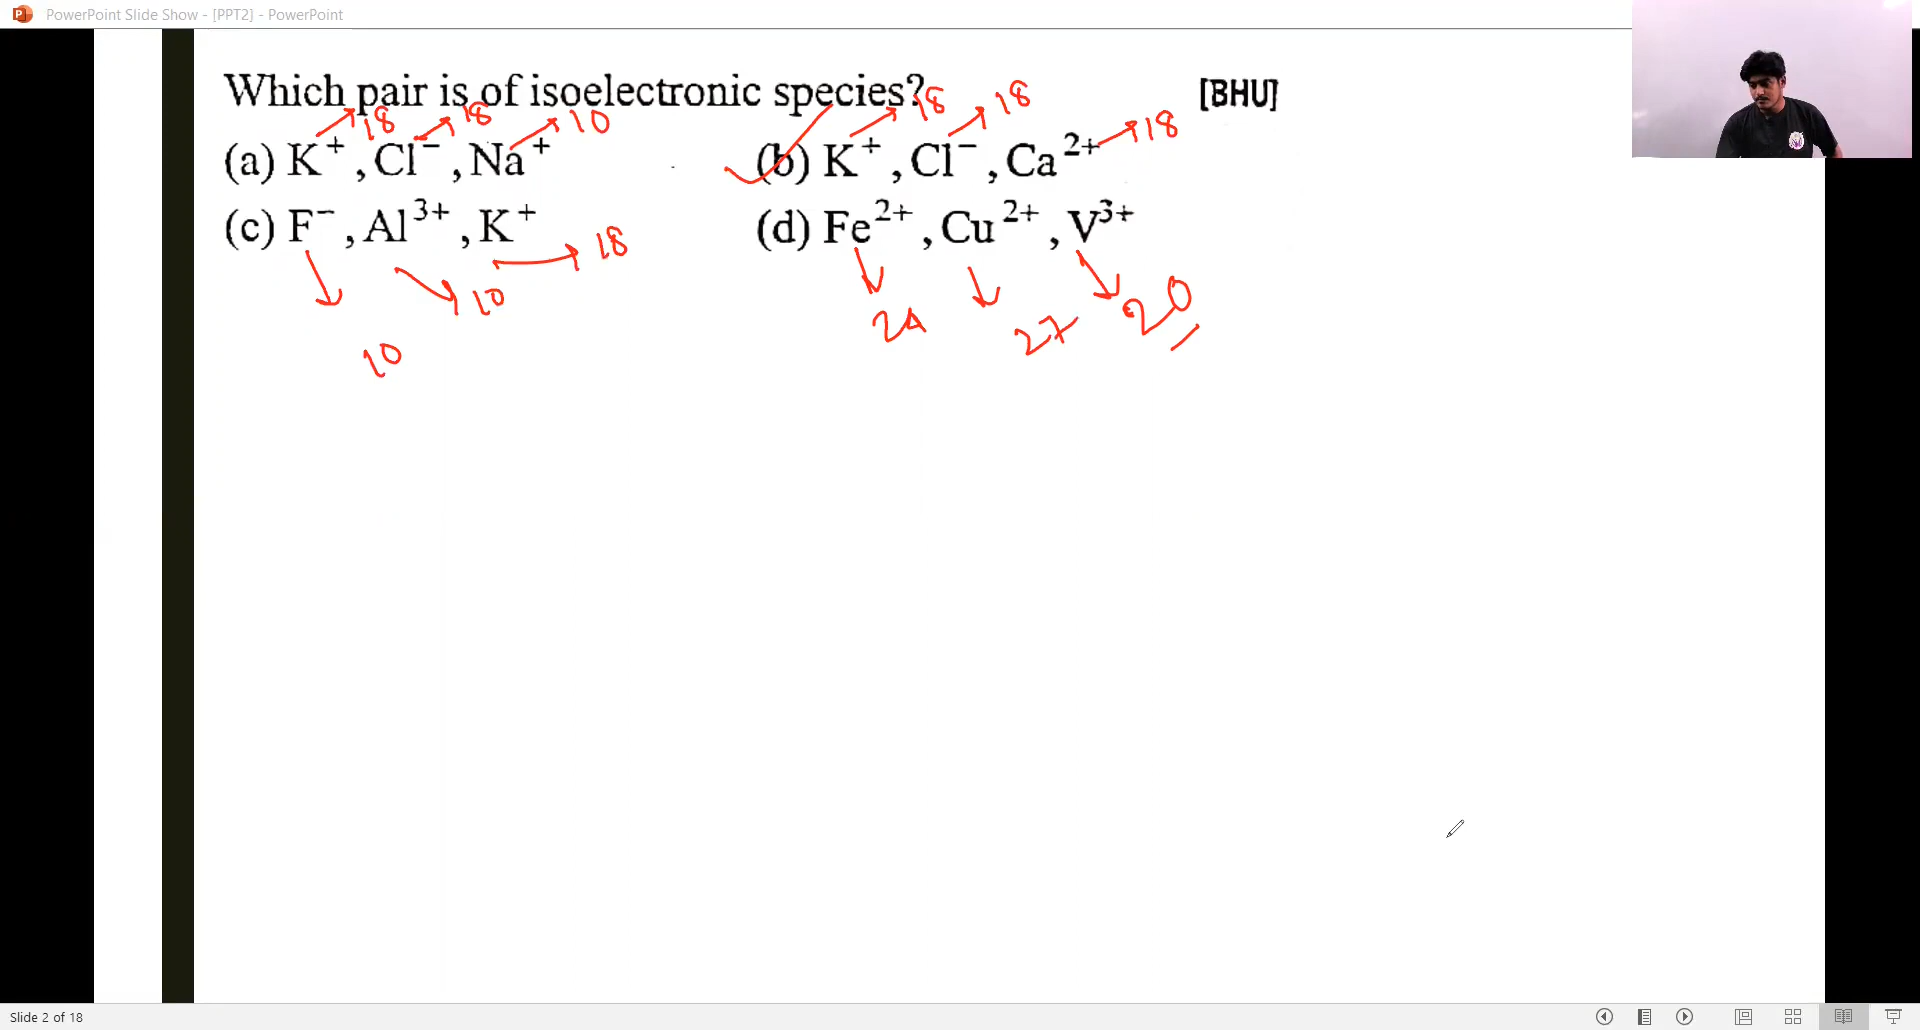 PowerPoint Slide Show - [PPT2] - PowerPoint
Which pair is of isoelectronic species? [BHU]
18 18 10 18 18 18
(a) K⁺, Cl⁻, Na⁺ (b) K⁺, Cl⁻, Ca²⁺
(c) F⁻, Al³⁺, K⁺ (d) Fe²⁺, Cu²⁺, V³⁺
10 10 18 24 27 20
Slide 2 of 18